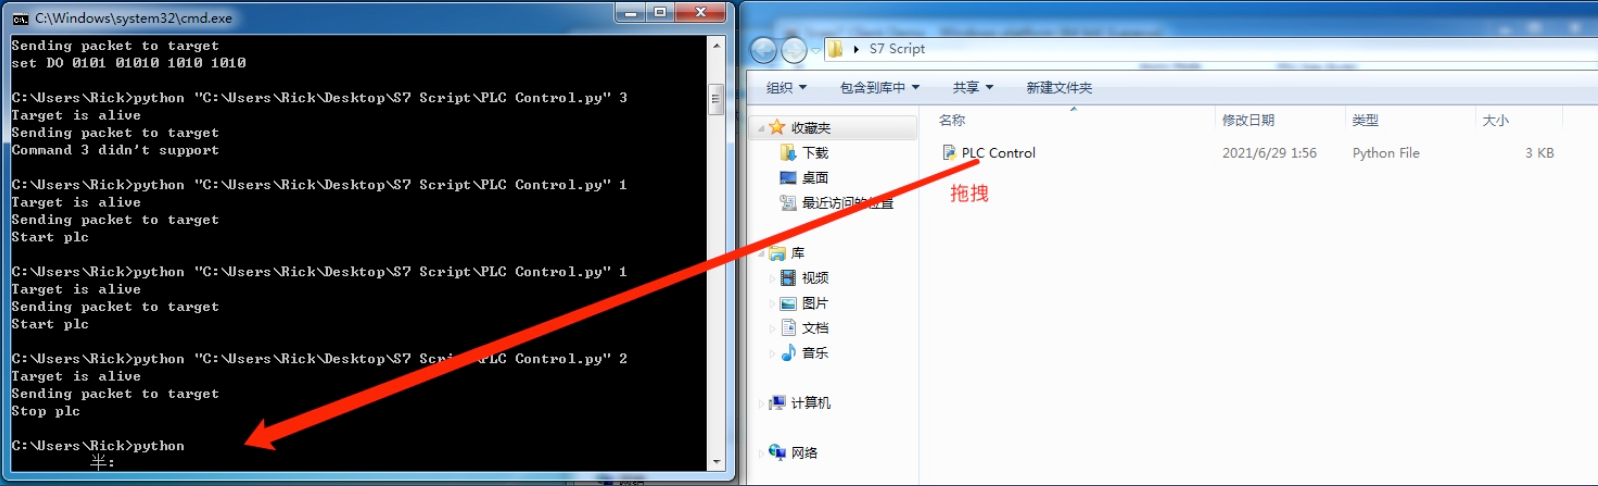 C:\Windows\system32\cmd.exe
Sending packet to target
set DO 0101 01010 1010 1010
C:\Users\Rick>python "C:\Users\Rick\Desktop\S7 Script\PLC Control.py" 3
Target is alive
Sending packet to target
Command 3 didn't support
C:\Users\Rick>python "C:\Users\Rick\Desktop\S7 Script\PLC Control.py" 1
Target is alive
Sending packet to target
Start plc
C:\Users\Rick>python "C:\Users\Rick\Desktop\S7 Script\PLC Control.py" 1
Target is alive
Sending packet to target
Start plc
C:\Users\Rick>python "C:\Users\Rick\Desktop\S7 Script\PLC Control.py" 2
Target is alive
Sending packet to target
Stop plc
C:\Users\Rick>python
半:
S7 Script
组织 包含到库中 共享 新建文件夹
名称 修改日期 类型 大小
PLC Control 2021/6/29 1:56 Python File 3 KB
拖拽
收藏夹
下载
桌面
最近访问的位置
库
视频
图片
文档
音乐
计算机
网络